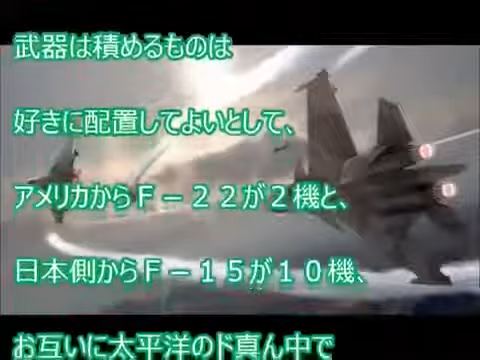 武器は積めるものは
好きに配置してよいとして、
アメリカからＦ－２２が２機と、
日本側からＦ－１５が１０機、
お互いに太平洋のド真ん中で